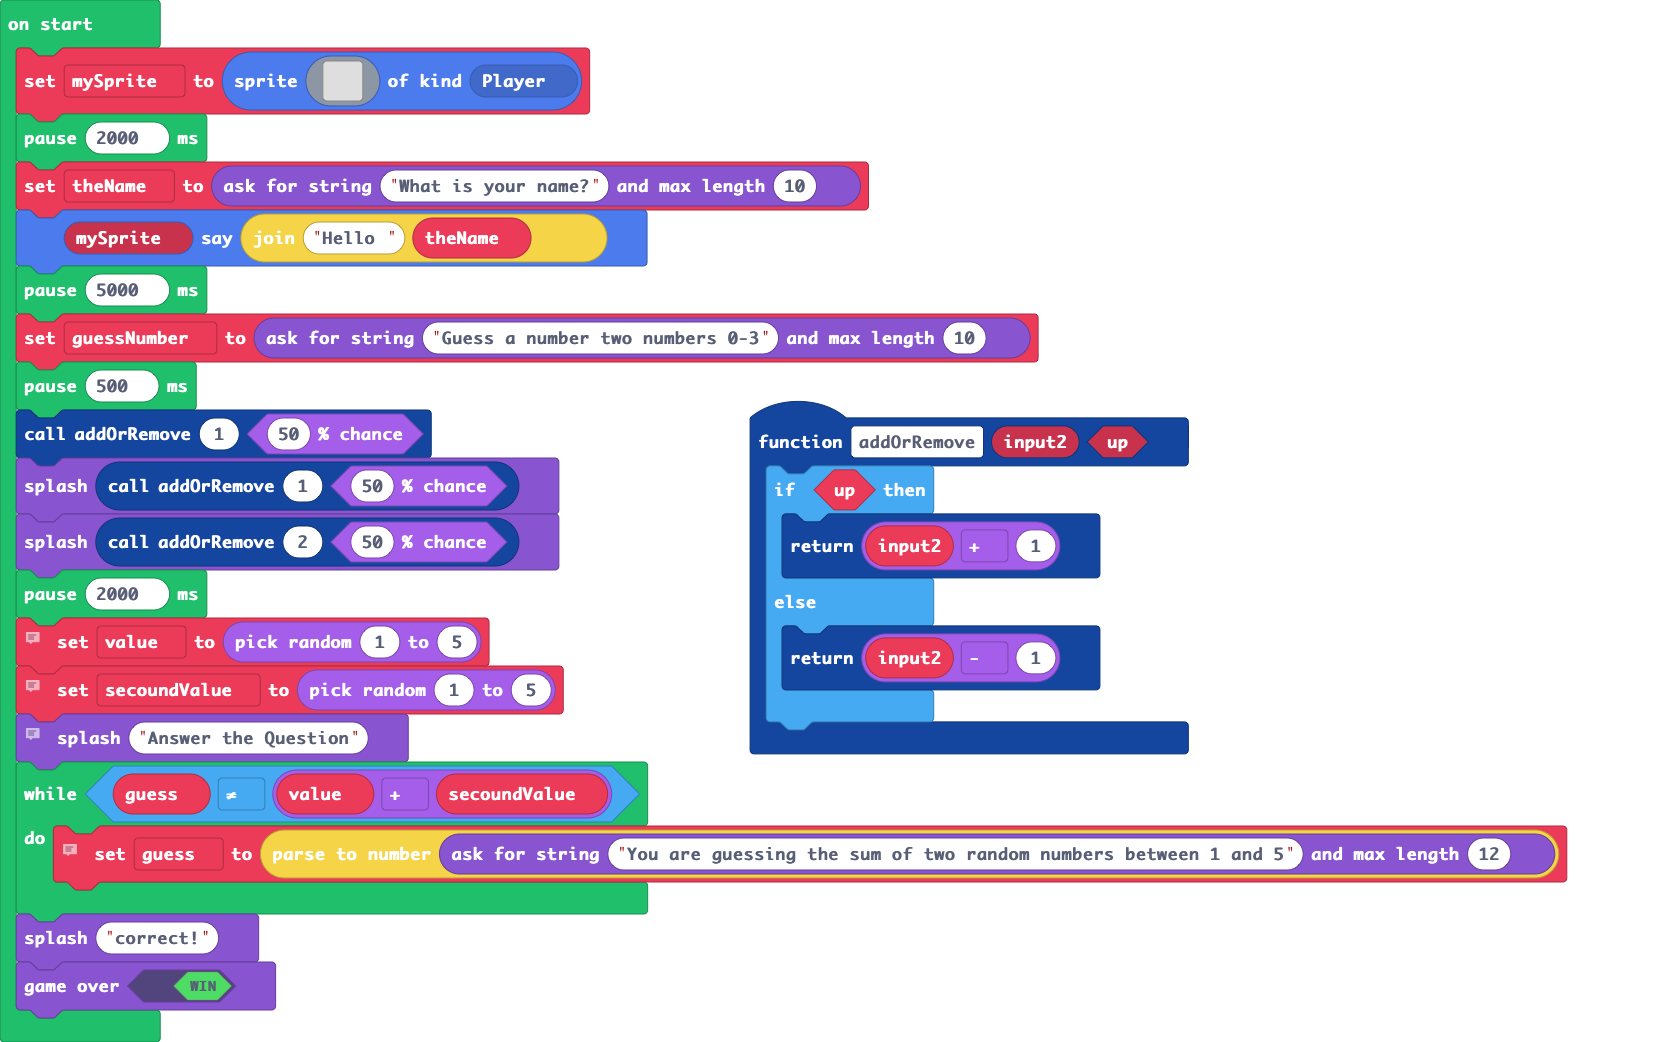 on start
set mySprite to sprite of kind Player
pause 2000 ms
set theName to ask for string "What is your name?" and max length 10
mySprite say join "Hello " theName
pause 5000 ms
set guessNumber to ask for string "Guess a number two numbers 0-3" and max length 10
pause 500 ms
call addOrRemove 1 50 % chance
splash call addOrRemove 1 50 % chance
splash call addOrRemove 2 50 % chance
pause 2000 ms
set value to pick random 1 to 5
set secoundValue to pick random 1 to 5
splash "Answer the Question"
while guess ≠ value + secoundValue
do set guess to parse to number ask for string "You are guessing the sum of two random numbers between 1 and 5" and max length 12
splash "correct!"
game over WIN
function addOrRemove input2 up
if up then
return input2 + 1
else
return input2 - 1